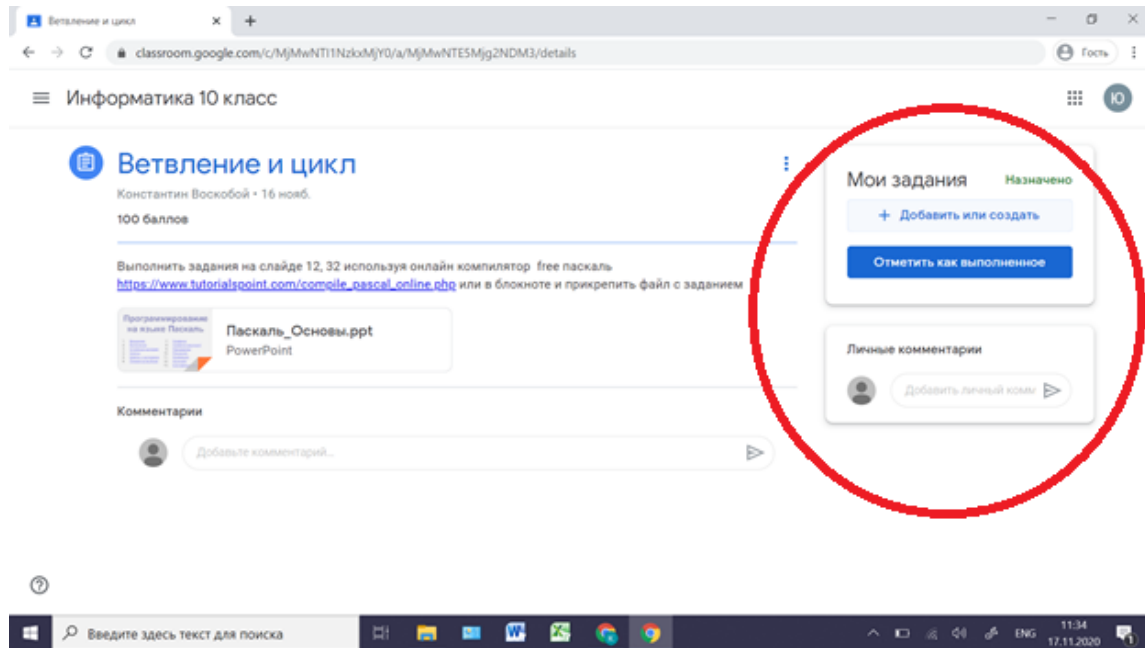 Ветвление и цикл
classroom.google.com/c/MjMwNTI1NzkxMjY0/a/MjMwNTE5Mjg2NDM3/details
Гость
Информатика 10 класс
Ю
Ветвление и цикл
Константин Воскобой • 16 нояб.
100 баллов
Выполнить задания на слайде 12, 32 используя онлайн компилятор free паскаль
https://www.tutorialspoint.com/compile_pascal_online.php или в блокноте и прикрепить файл с заданием
Программирование
на языке Паскаль
Паскаль_Основы.ppt
PowerPoint
Комментарии
Добавьте комментарий...
Мои задания
Назначено
+ Добавить или создать
Отметить как выполненное
Личные комментарии
Добавить личный комм
Введите здесь текст для поиска
ENG
11:34
17.11.2020